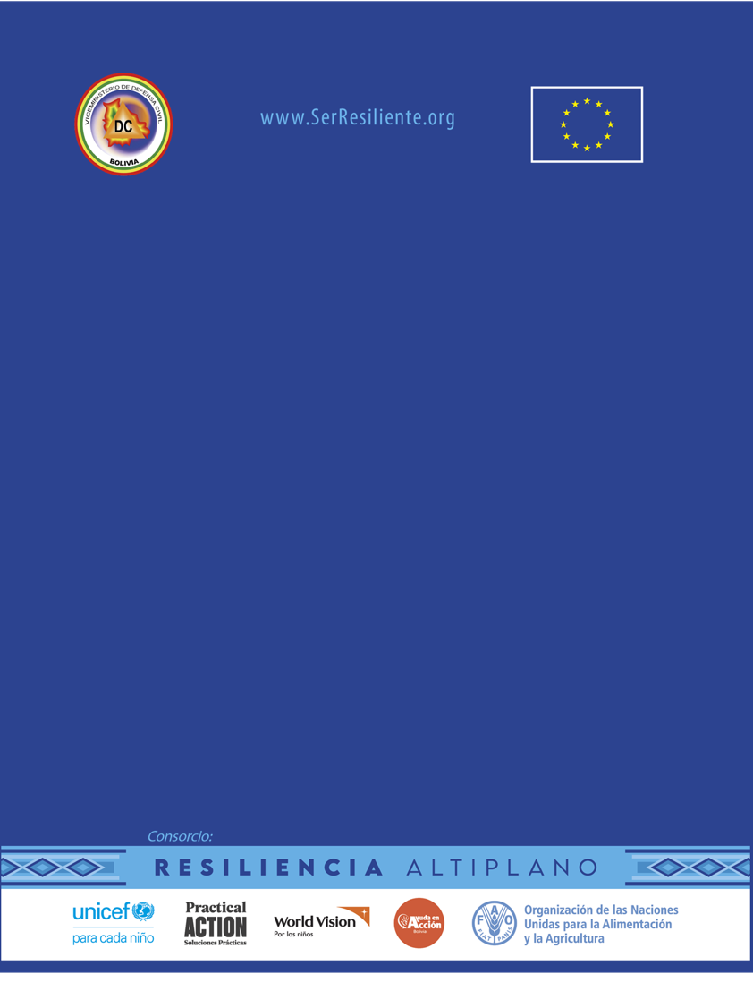 VICEMINISTERIO DE DEFENSA CIVIL
DC
BOLIVIA
www.SerResiliente.org
Consorcio:
RESILIENCIA ALTIPLANO
unicef
para cada niño
Practical
ACTION
Soluciones Prácticas
World Vision
Por los niños
Ayuda en
Acción
Bolivia
F A O
FIAT PANIS
Organización de las Naciones
Unidas para la Alimentación
y la Agricultura